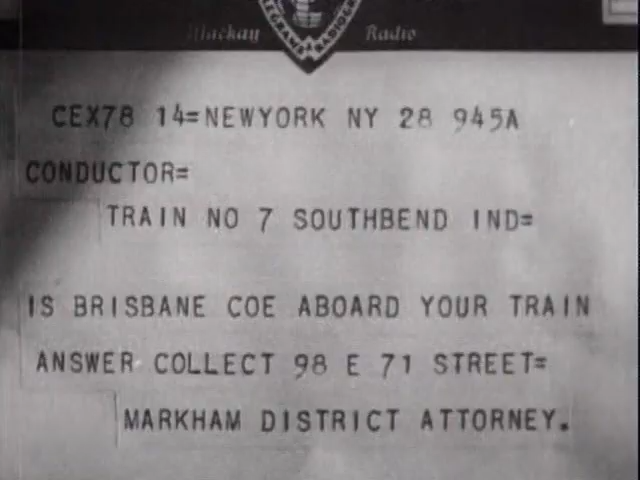 Mackay Radio
CEX78 14=NEWYORK NY 28 945A
CONDUCTOR=
TRAIN NO 7 SOUTHBEND IND=
IS BRISBANE COE ABOARD YOUR TRAIN
ANSWER COLLECT 98 E 71 STREET=
MARKHAM DISTRICT ATTORNEY.